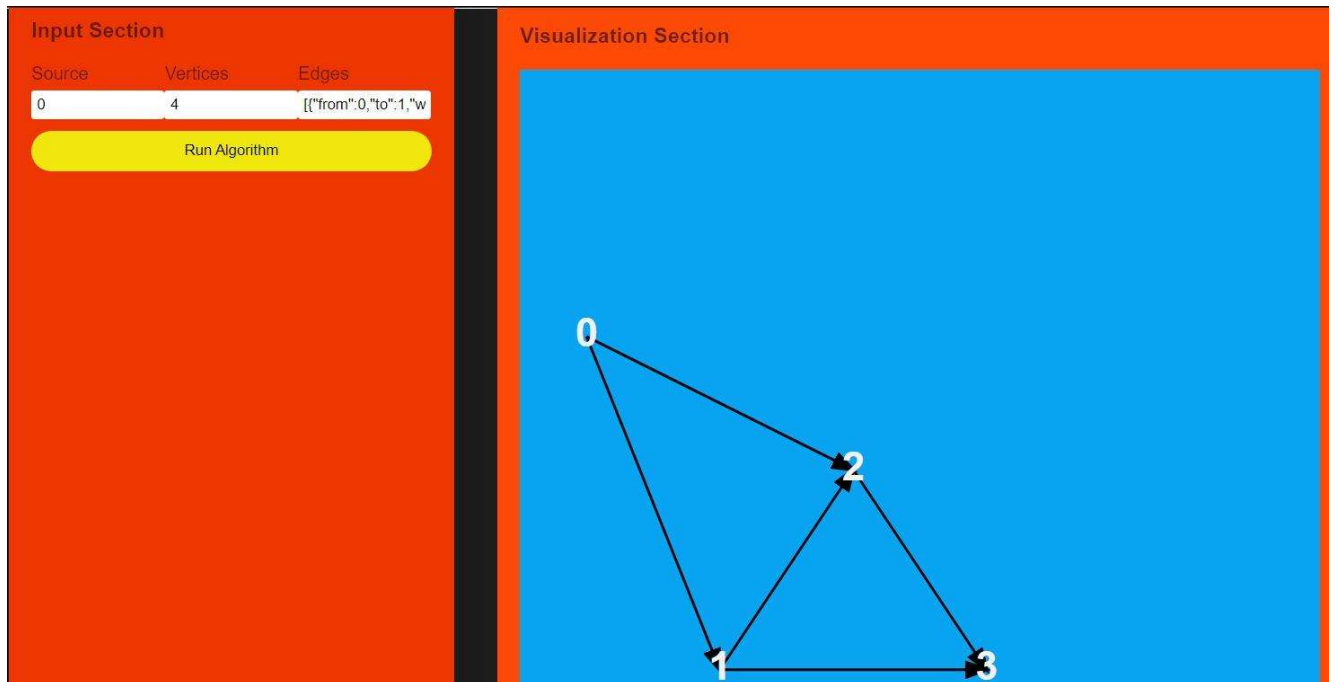 Input Section
Source Vertices Edges
0 4 [{"from":0,"to":1,"w
Run Algorithm
Visualization Section
0
2
1 3